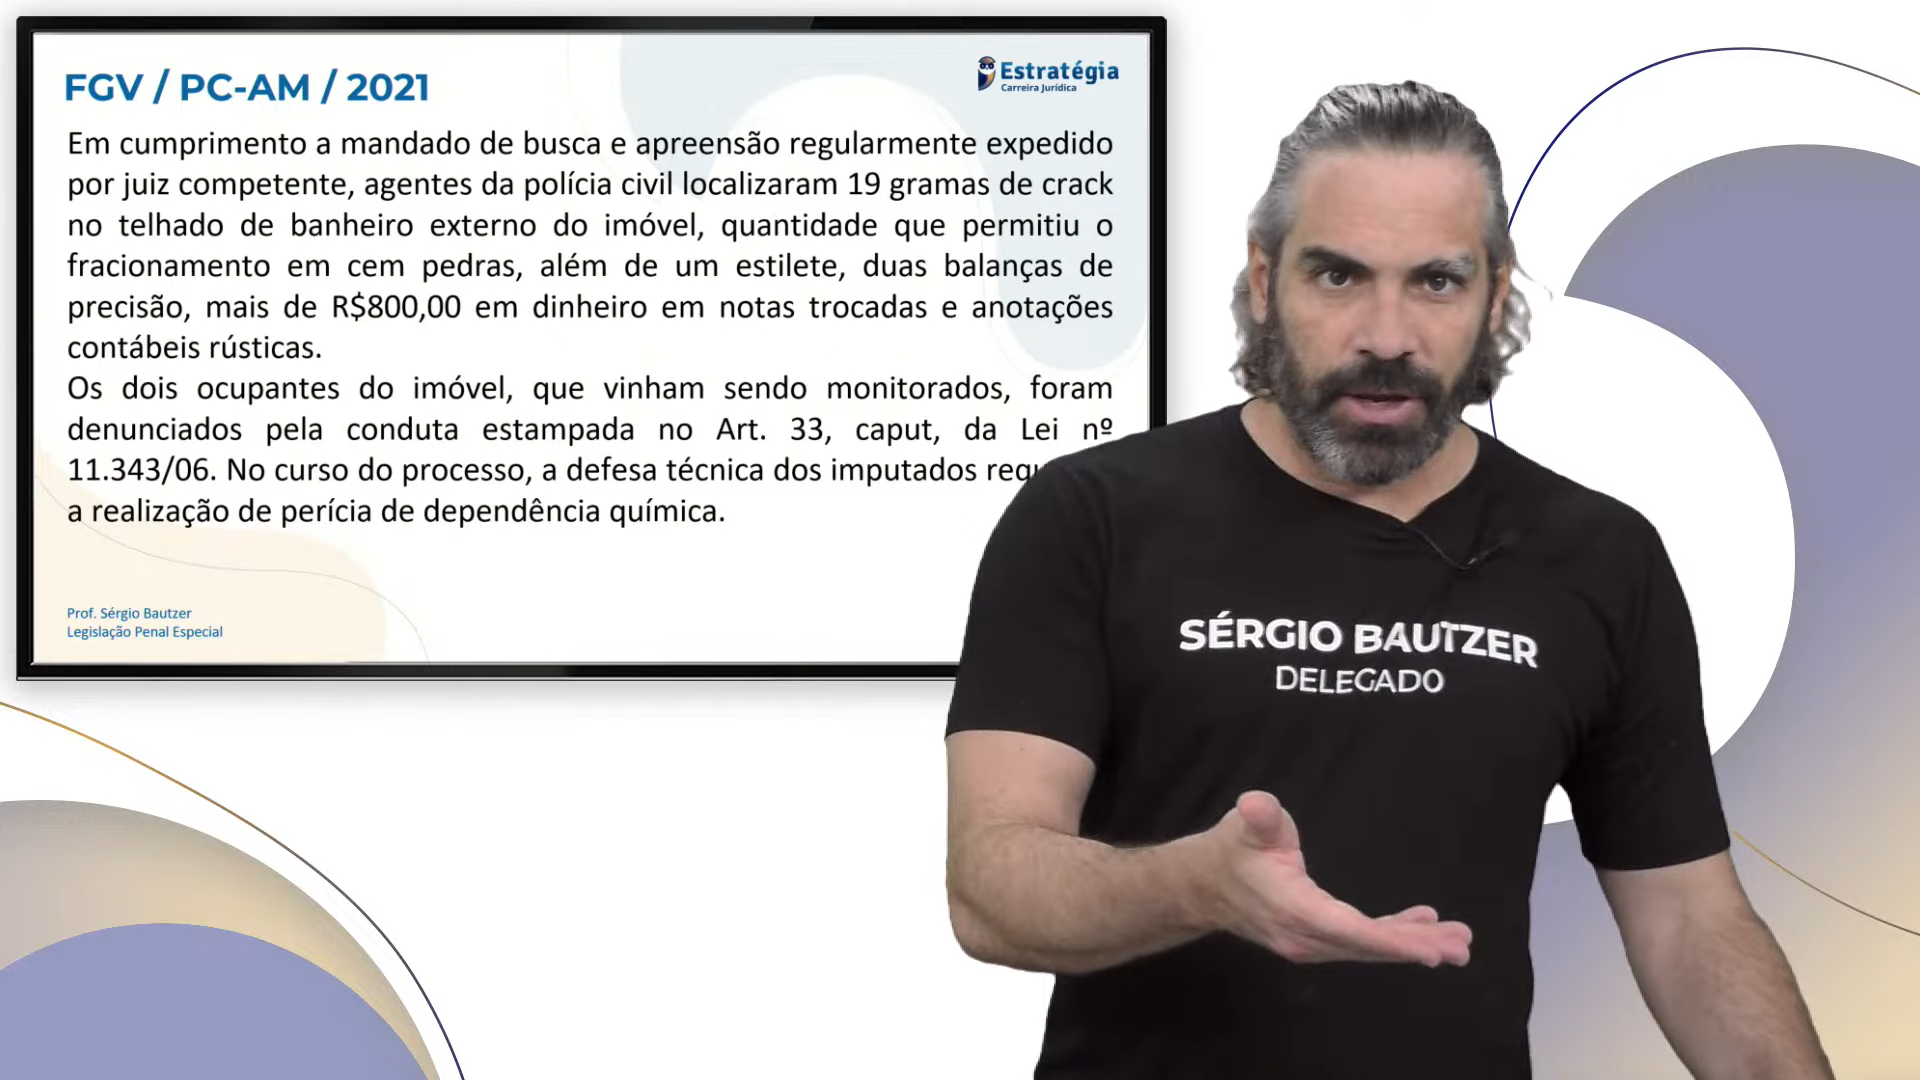 FGV / PC-AM / 2021
Estratégia
Carreira Jurídica
Em cumprimento a mandado de busca e apreensão regularmente expedido
por juiz competente, agentes da polícia civil localizaram 19 gramas de crack
no telhado de banheiro externo do imóvel, quantidade que permitiu o
fracionamento em cem pedras, além de um estilete, duas balanças de
precisão, mais de R$800,00 em dinheiro em notas trocadas e anotações
contábeis rústicas.
Os dois ocupantes do imóvel, que vinham sendo monitorados, foram
denunciados pela conduta estampada no Art. 33, caput, da Lei nº
11.343/06. No curso do processo, a defesa técnica dos imputados
a realização de perícia de dependência química.
Prof. Sérgio Bautzer
Legislação Penal Especial
SÉRGIO BAUTZER
DELEGADO